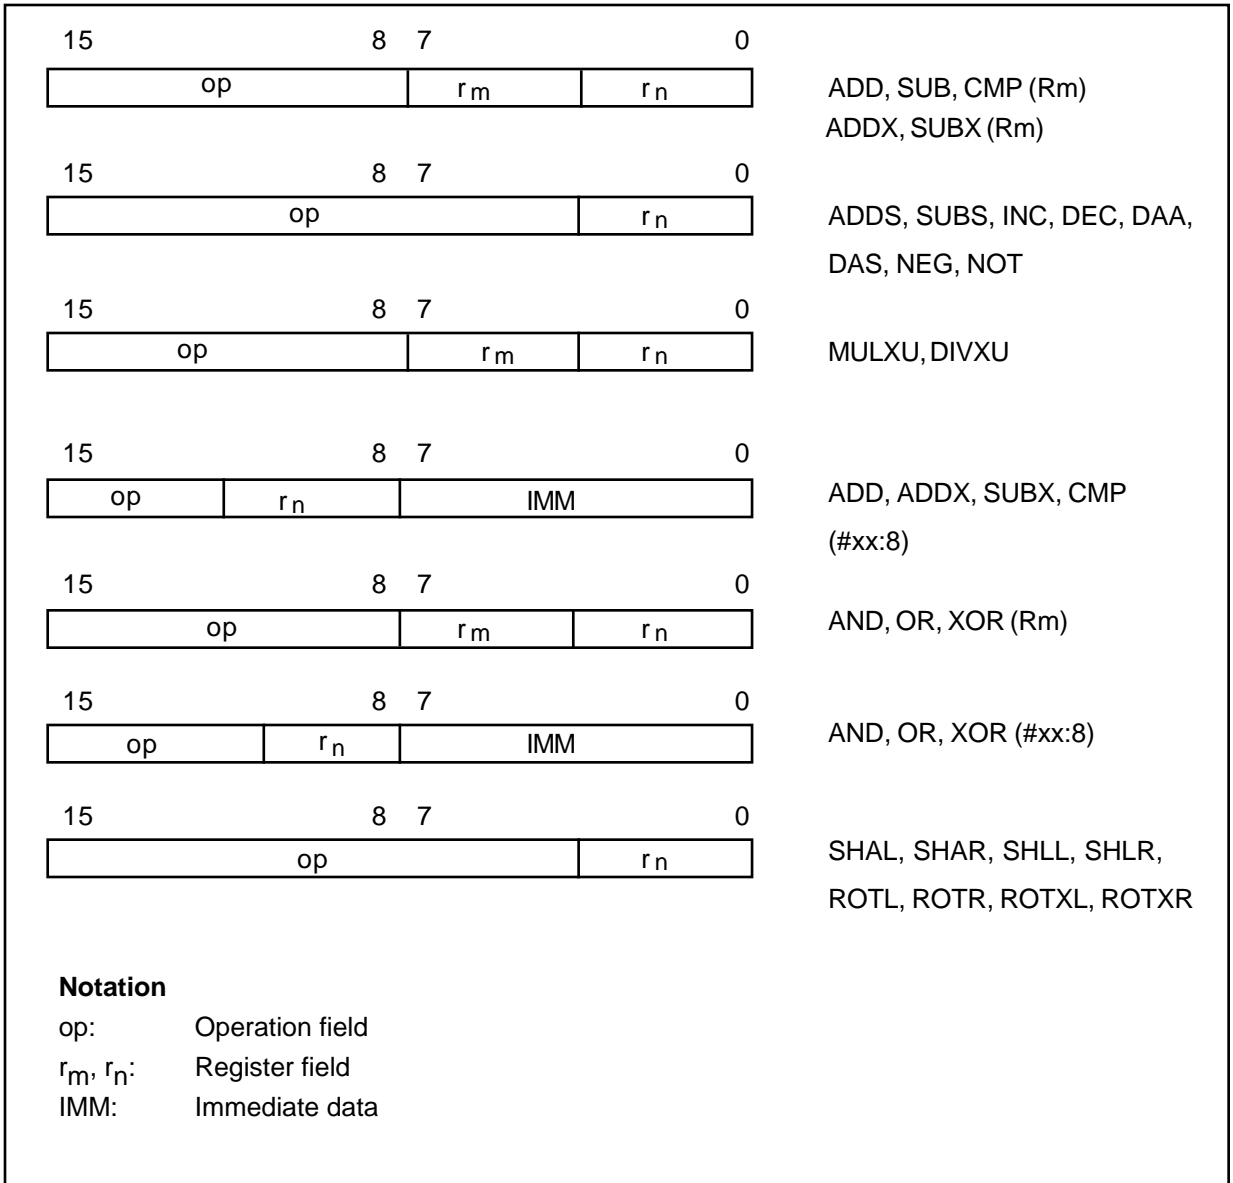 15 8 7 0
op rm rn ADD, SUB, CMP (Rm)
ADDX, SUBX (Rm)
15 8 7 0
op rn ADDS, SUBS, INC, DEC, DAA,
DAS, NEG, NOT
15 8 7 0
op rm rn MULXU, DIVXU
15 8 7 0
op rn IMM ADD, ADDX, SUBX, CMP
(#xx:8)
15 8 7 0
op rm rn AND, OR, XOR (Rm)
15 8 7 0
op rn IMM AND, OR, XOR (#xx:8)
15 8 7 0
op rn SHAL, SHAR, SHLL, SHLR,
ROTL, ROTR, ROTXL, ROTXR
Notation
op: Operation field
rm, rn: Register field
IMM: Immediate data